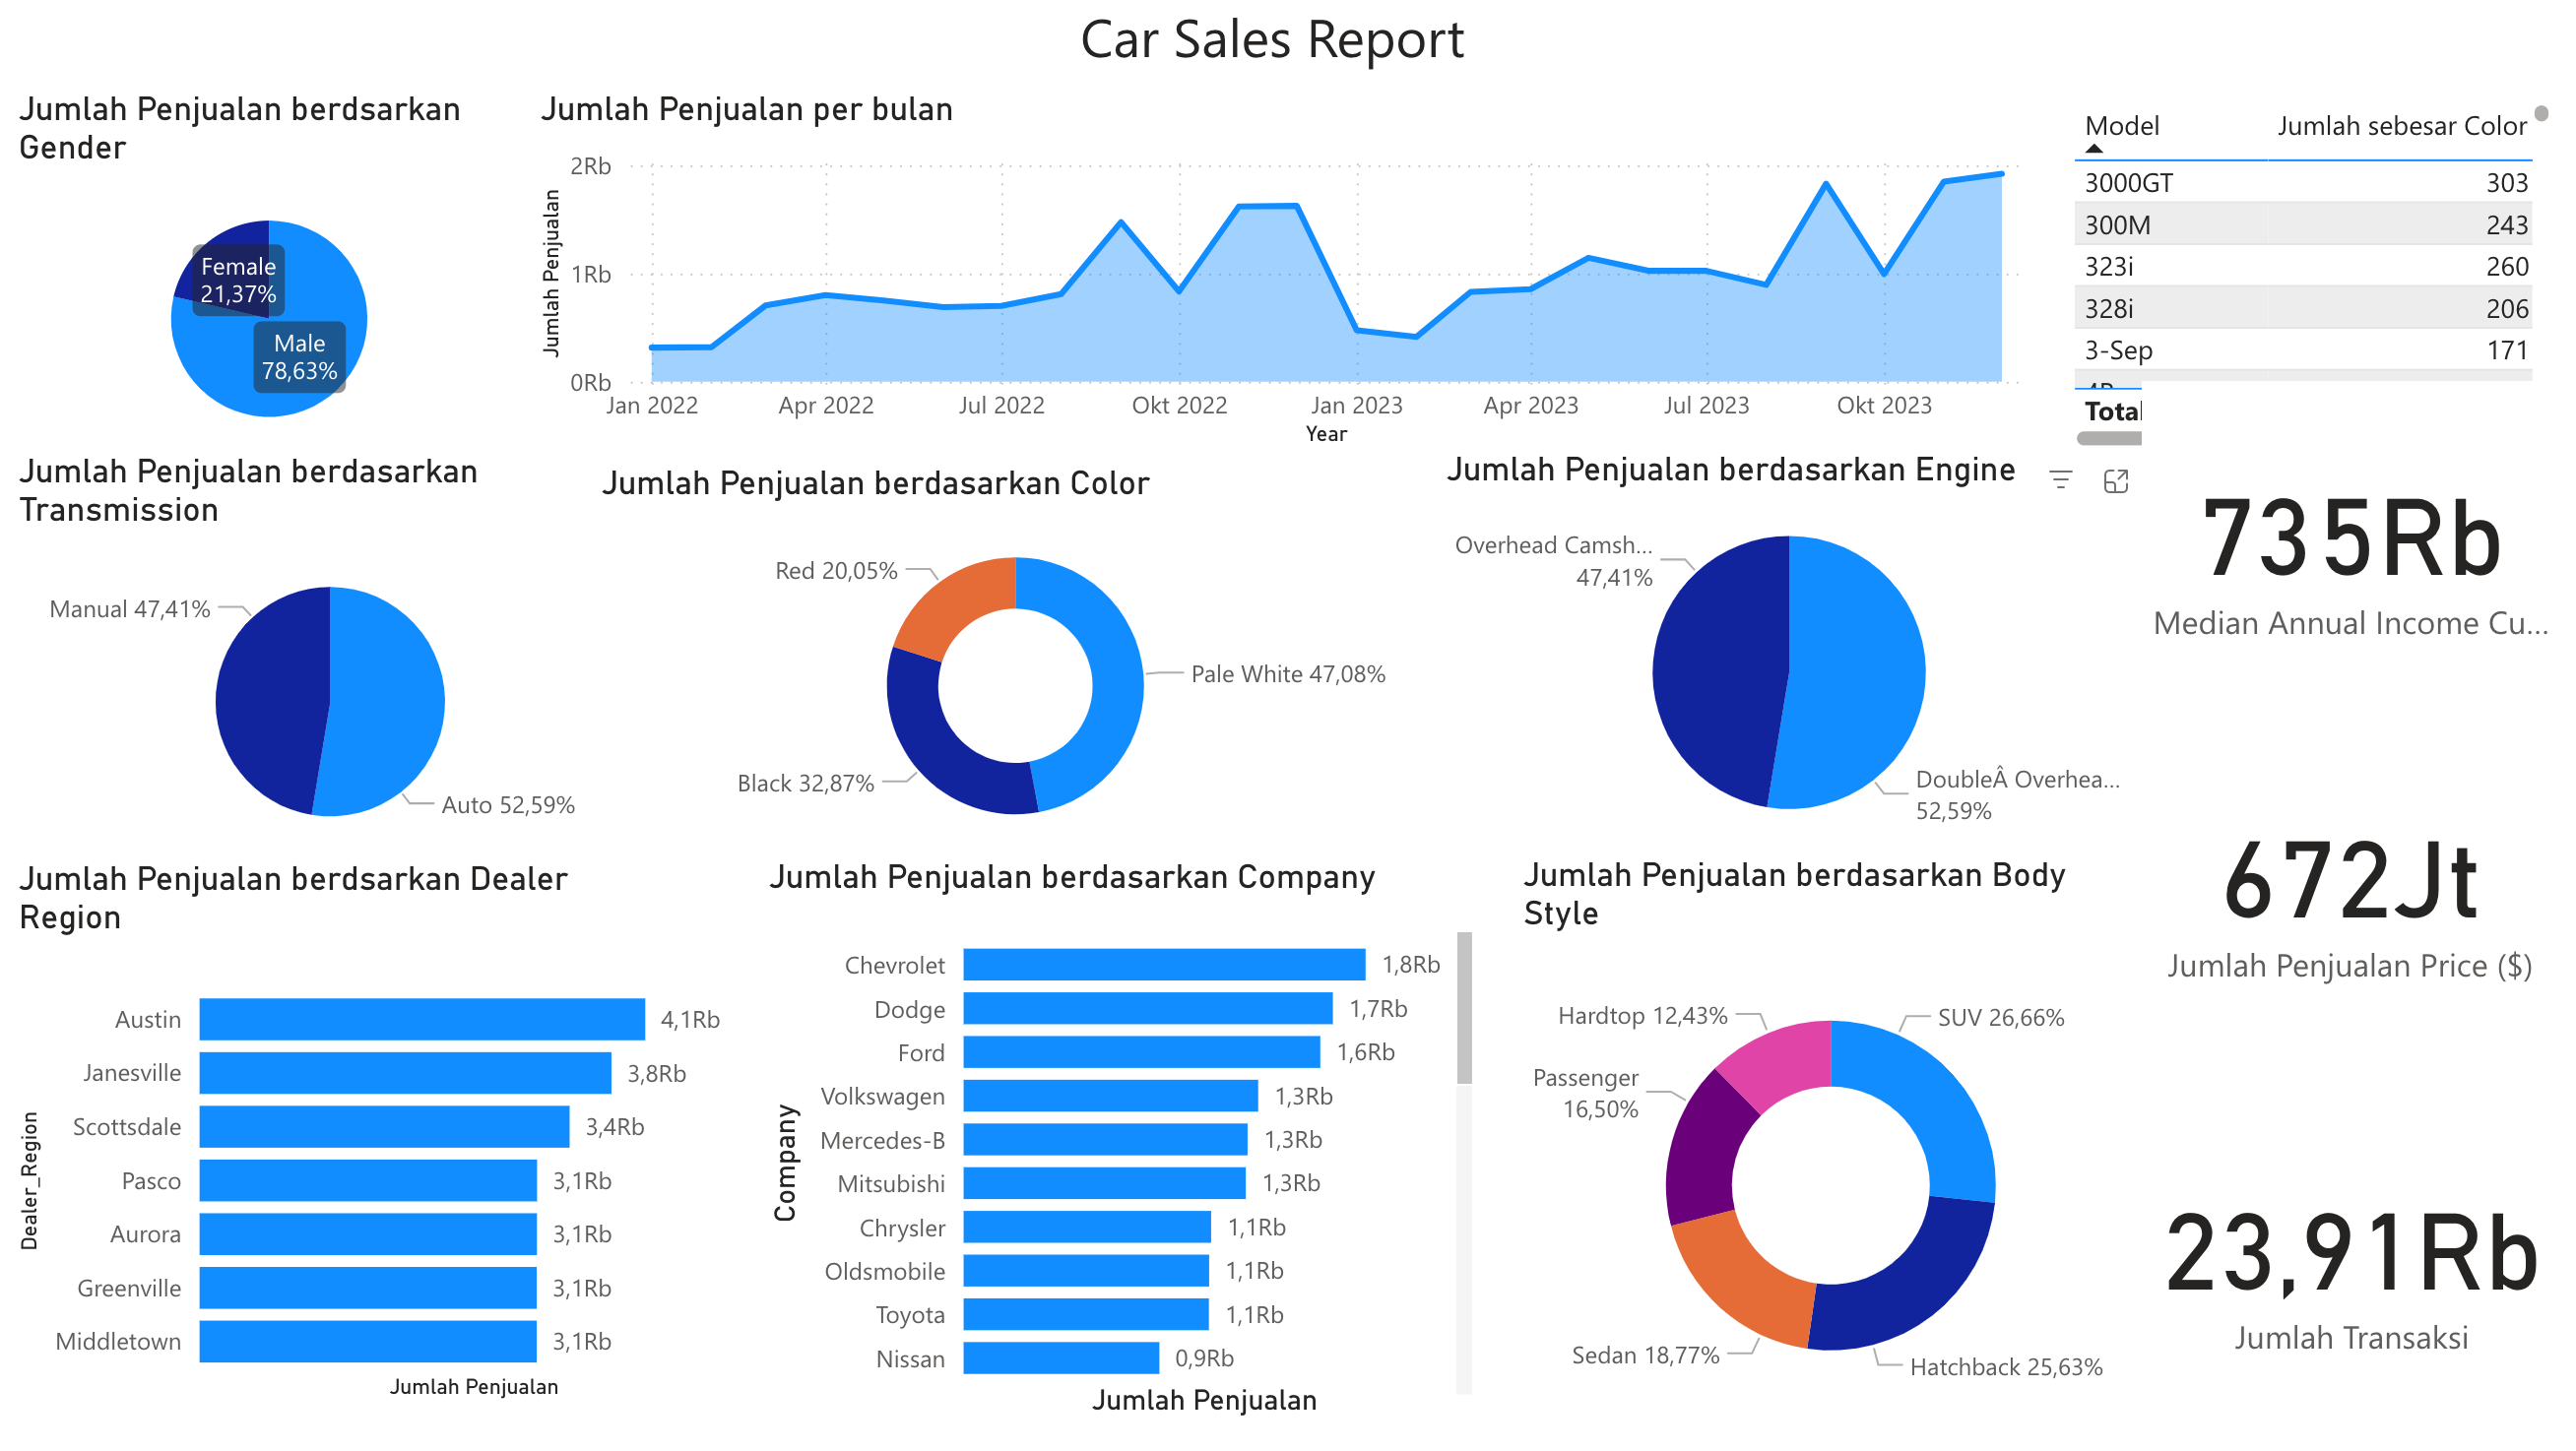 Car Sales Report
Jumlah Penjualan berdsarkan
Gender
Female
21,37%
Male
78,63%
Jumlah Penjualan per bulan
Jumlah Penjualan
2Rb
1Rb
0Rb
Jan 2022
Apr 2022
Jul 2022
Okt 2022
Jan 2023
Apr 2023
Jul 2023
Okt 2023
Year
Model Jumlah sebesar Color
3000GT 303
300M 243
323i 260
328i 206
3-Sep 171
Total
Jumlah Penjualan berdasarkan
Transmission
Manual 47,41%
Auto 52,59%
Jumlah Penjualan berdasarkan Color
Red 20,05%
Pale White 47,08%
Black 32,87%
Jumlah Penjualan berdasarkan Engine
Overhead Camsh...
47,41%
DoubleÂ Overhea...
52,59%
735Rb
Median Annual Income Cu...
672Jt
Jumlah Penjualan Price ($)
23,91Rb
Jumlah Transaksi
Jumlah Penjualan berdsarkan Dealer
Region
Dealer_Region
Austin 4,1Rb
Janesville 3,8Rb
Scottsdale 3,4Rb
Pasco 3,1Rb
Aurora 3,1Rb
Greenville 3,1Rb
Middletown 3,1Rb
Jumlah Penjualan
Jumlah Penjualan berdasarkan Company
Company
Chevrolet 1,8Rb
Dodge 1,7Rb
Ford 1,6Rb
Volkswagen 1,3Rb
Mercedes-B 1,3Rb
Mitsubishi 1,3Rb
Chrysler 1,1Rb
Oldsmobile 1,1Rb
Toyota 1,1Rb
Nissan 0,9Rb
Jumlah Penjualan
Jumlah Penjualan berdasarkan Body
Style
Hardtop 12,43%
SUV 26,66%
Passenger
16,50%
Sedan 18,77%
Hatchback 25,63%